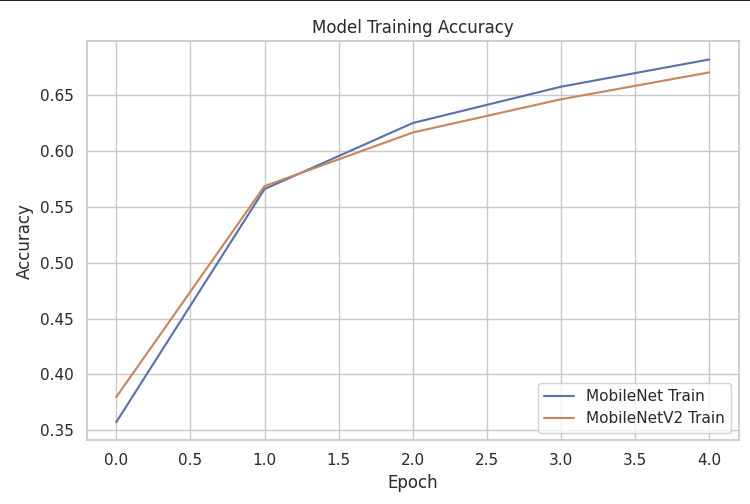 Model Training Accuracy
Accuracy
0.65
0.60
0.55
0.50
0.45
0.40
0.35
MobileNet Train
MobileNetV2 Train
0.0 0.5 1.0 1.5 2.0 2.5 3.0 3.5 4.0
Epoch